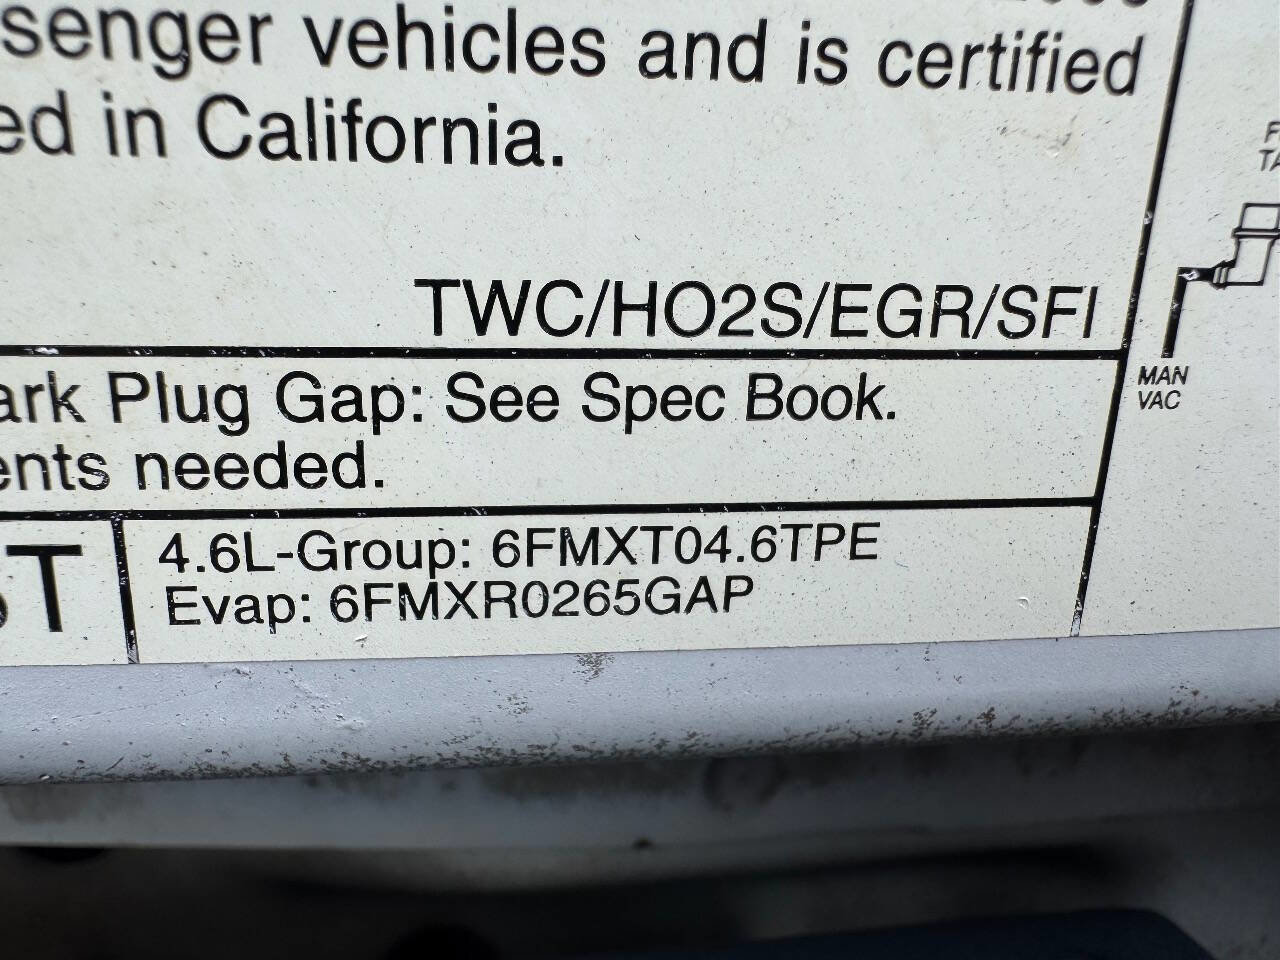 senger vehicles and is certified
ed in California.
TWC/HO2S/EGR/SFI
MAN
VAC
ark Plug Gap: See Spec Book.
ents needed.
4.6L-Group: 6FMXT04.6TPE
Evap: 6FMXR0265GAP